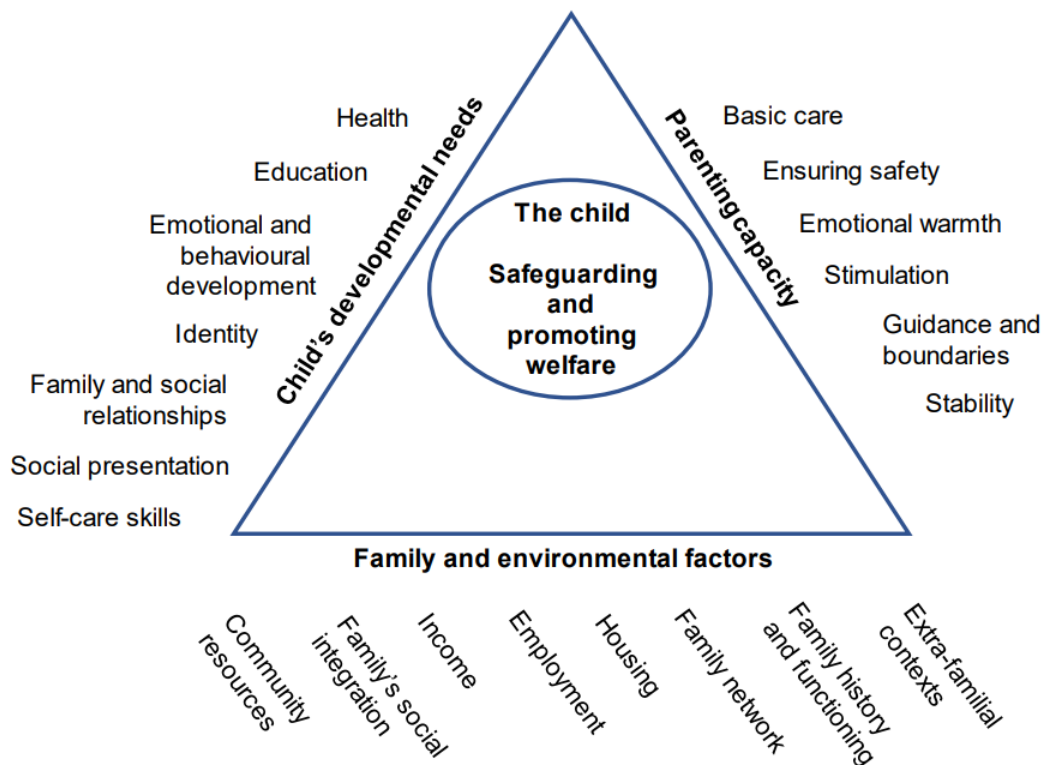 Health
Education
Emotional and
behavioural
development
Identity
Family and social
relationships
Social presentation
Self-care skills
Child's developmental needs
The child
Safeguarding
and
promoting
welfare
Parenting capacity
Basic care
Ensuring safety
Emotional warmth
Stimulation
Guidance and
boundaries
Stability
Family and environmental factors
Community
resources
Family's social
integration
Income
Employment
Housing
Family network
Family history
and functioning
Extra-familial
contexts